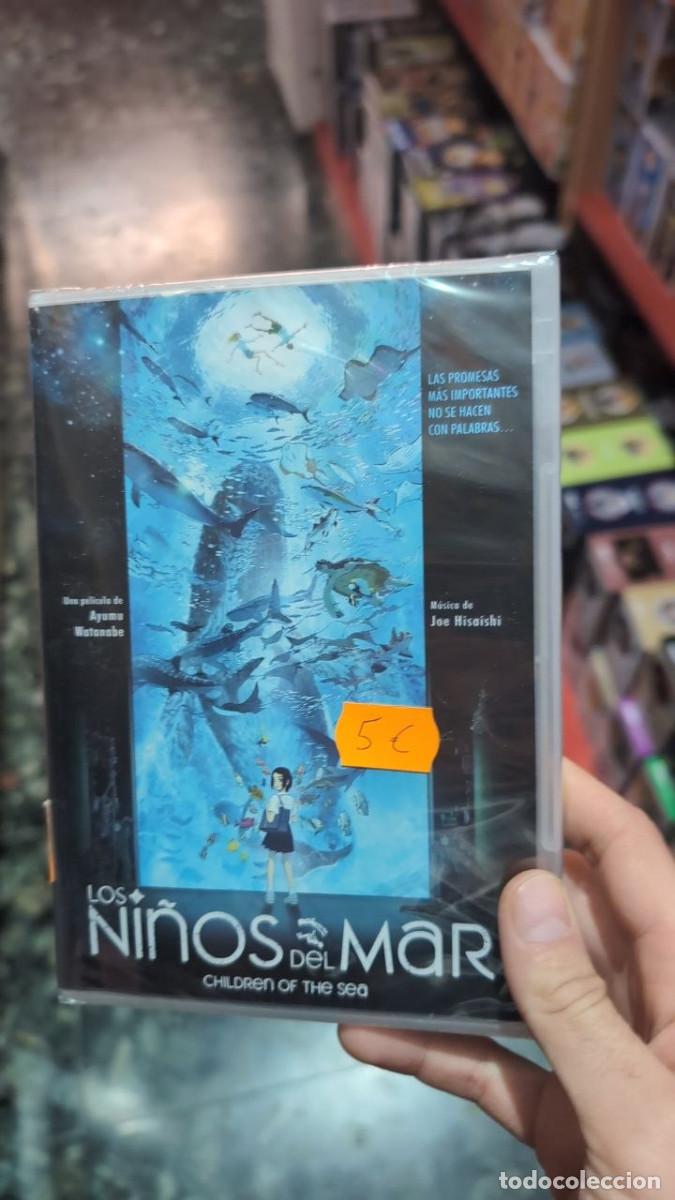 LAS PROMESAS
MÁS IMPORTANTES
NO SE HACEN
CON PALABRAS...
Una película de
Ayumu
Watanabe
Música de
Joe Hisaishi
5 €
LOS
NIÑOS DEL MAR
CHILDREN OF THE SEA
todocoleccion